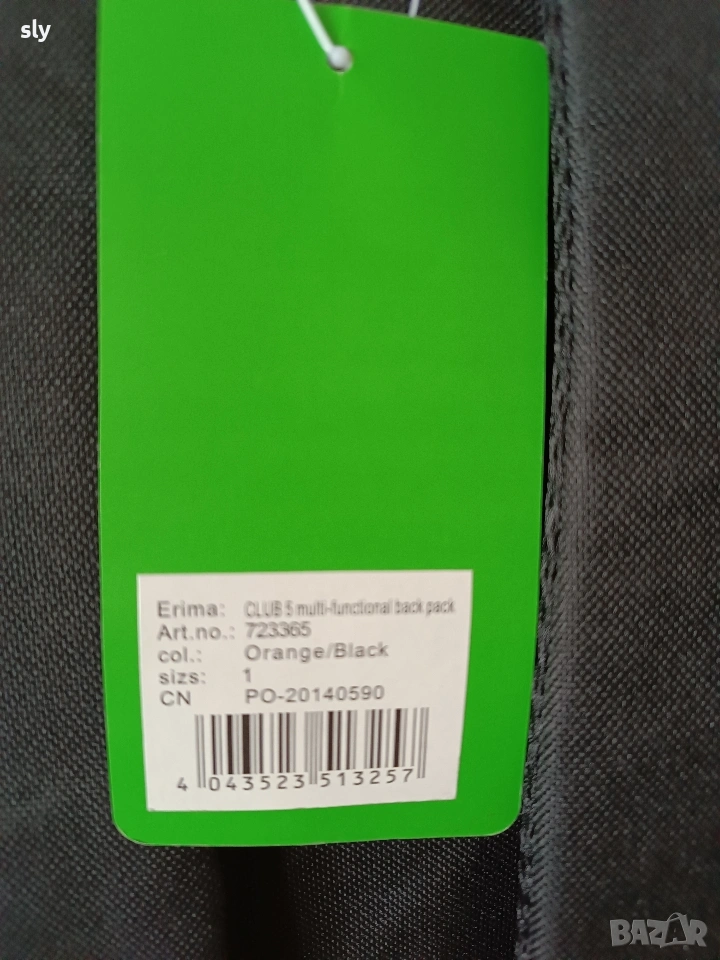 sly
Erima: CLUB 5 multi-functional back pack
Art.no.: 723365
col.: Orange/Black
sizs: 1
CN PO-20140590
4 043523 513257
BAZAR